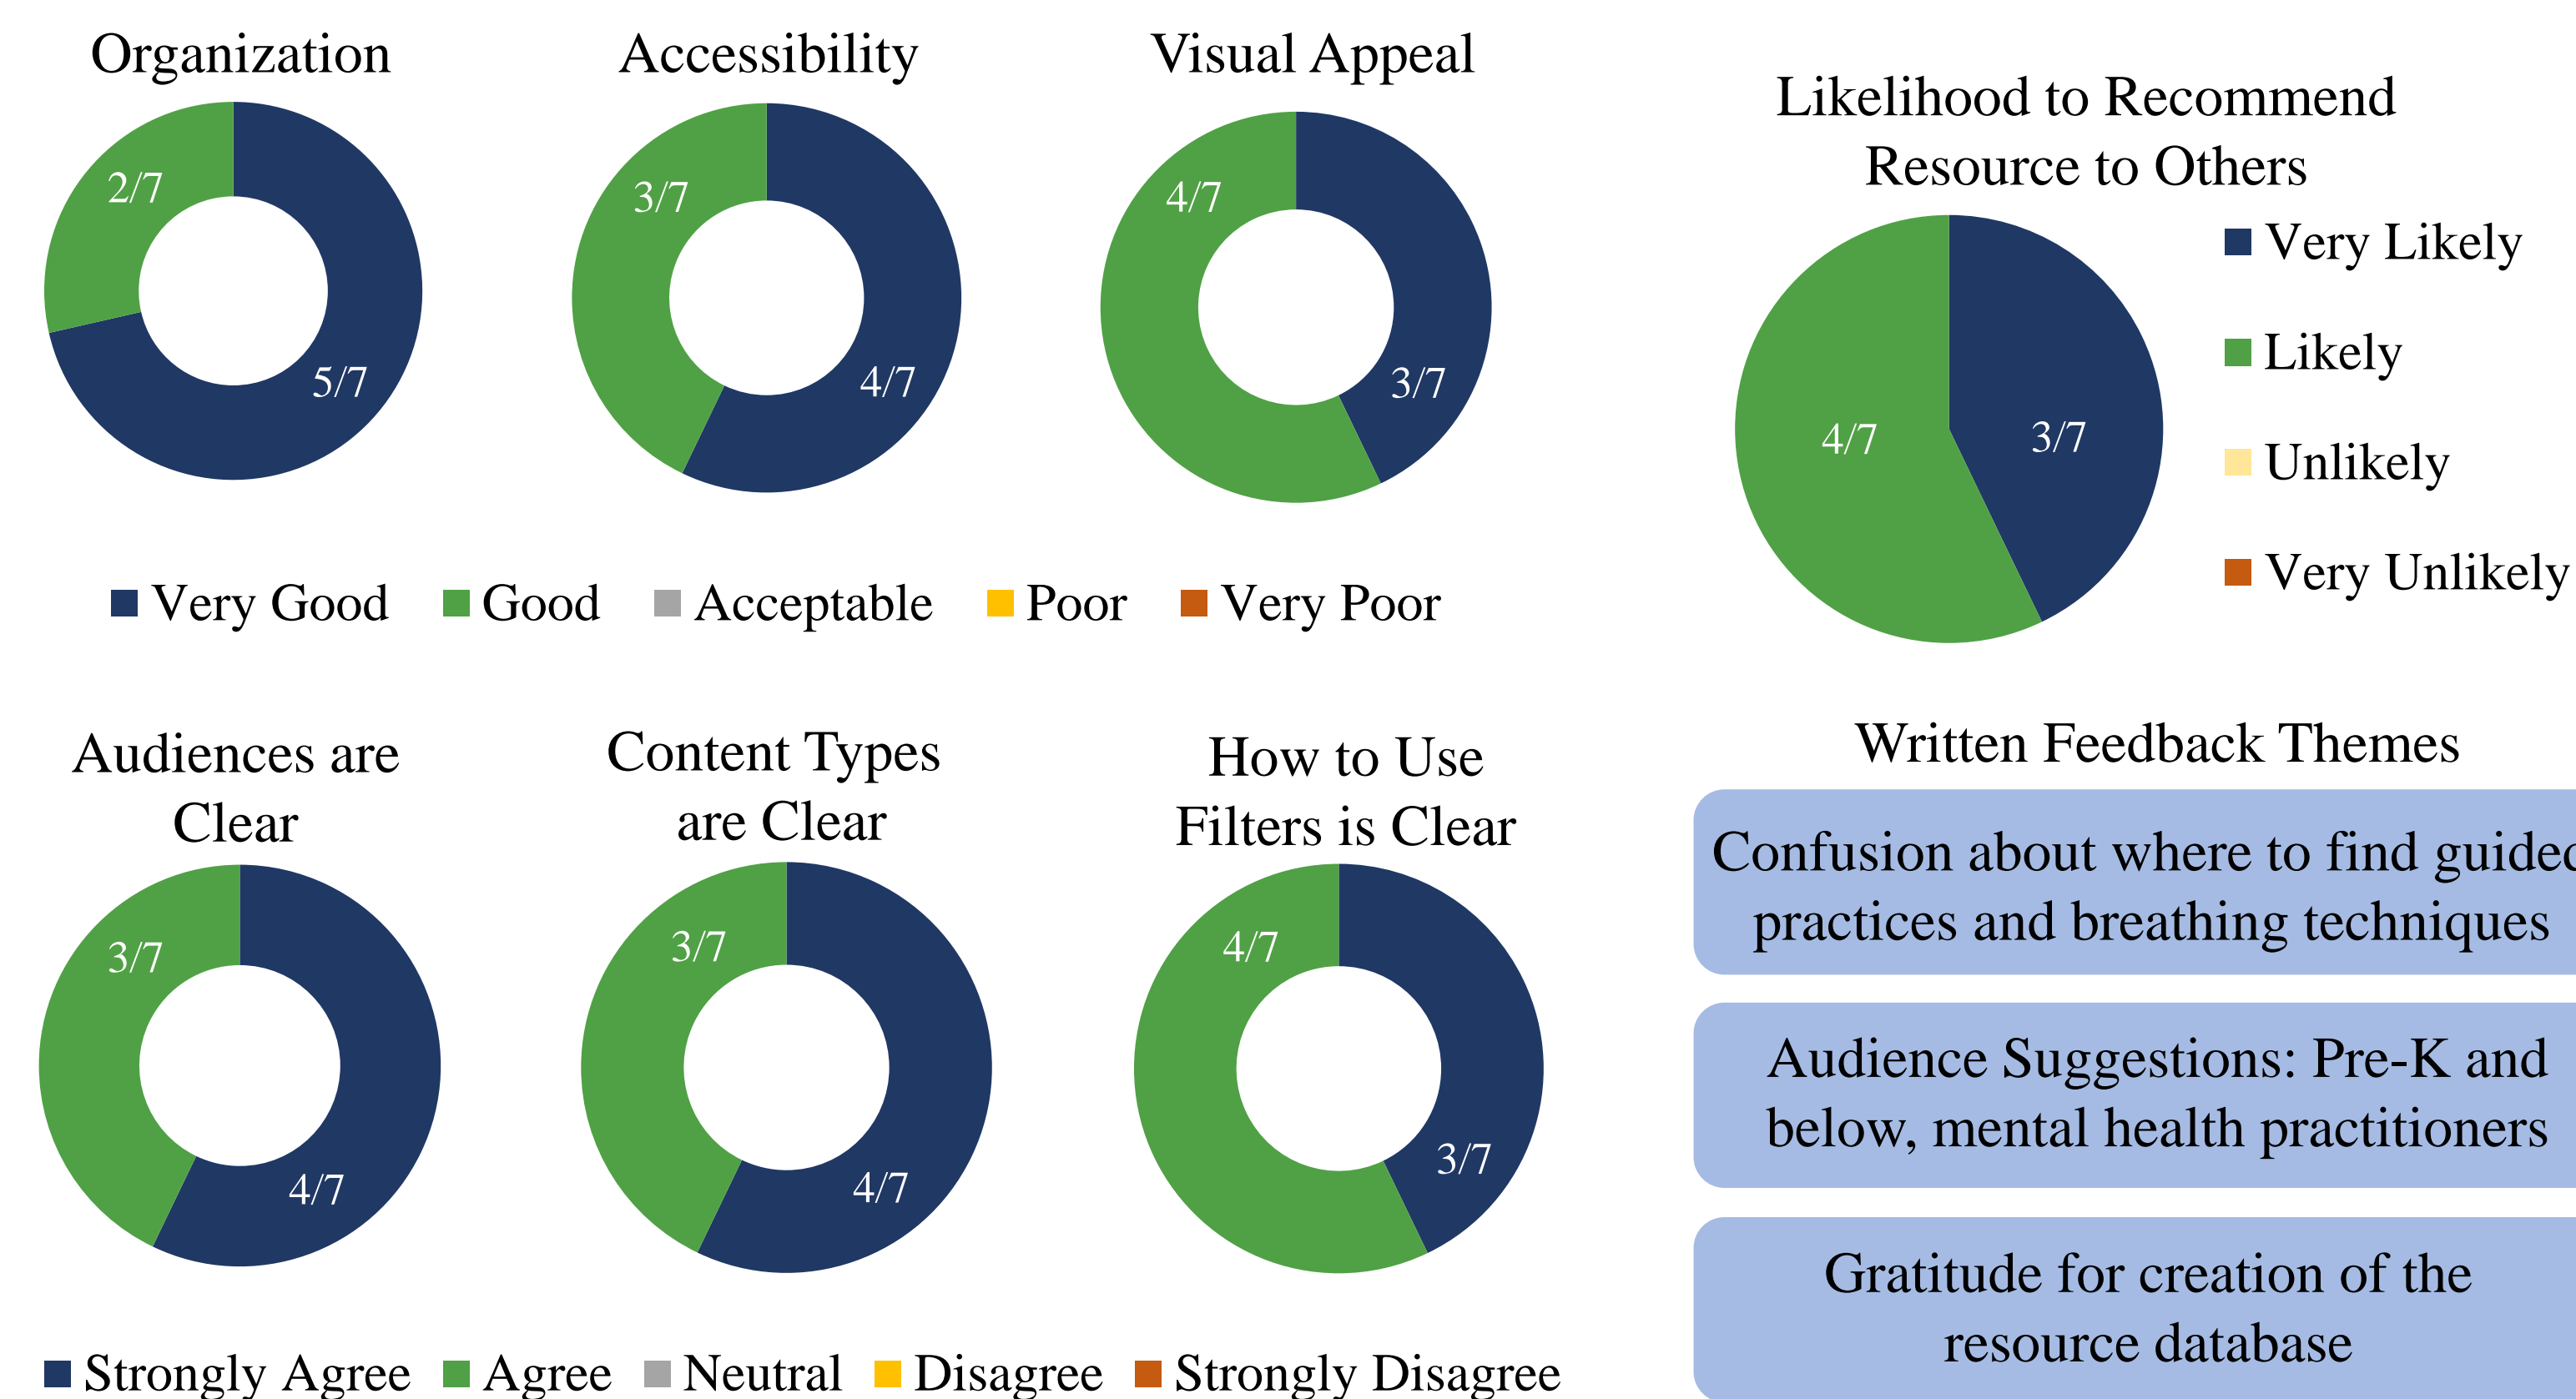 Organization
2/7
5/7
Accessibility
3/7
4/7
Visual Appeal
4/7
3/7
Very Good
Good
Acceptable
Poor
Very Poor
Likelihood to Recommend
Resource to Others
4/7
3/7
Very Likely
Likely
Unlikely
Very Unlikely
Audiences are
Clear
3/7
4/7
Content Types
are Clear
3/7
4/7
How to Use
Filters is Clear
4/7
3/7
Strongly Agree
Agree
Neutral
Disagree
Strongly Disagree
Written Feedback Themes
Confusion about where to find guided
practices and breathing techniques
Audience Suggestions: Pre-K and
below, mental health practitioners
Gratitude for creation of the
resource database